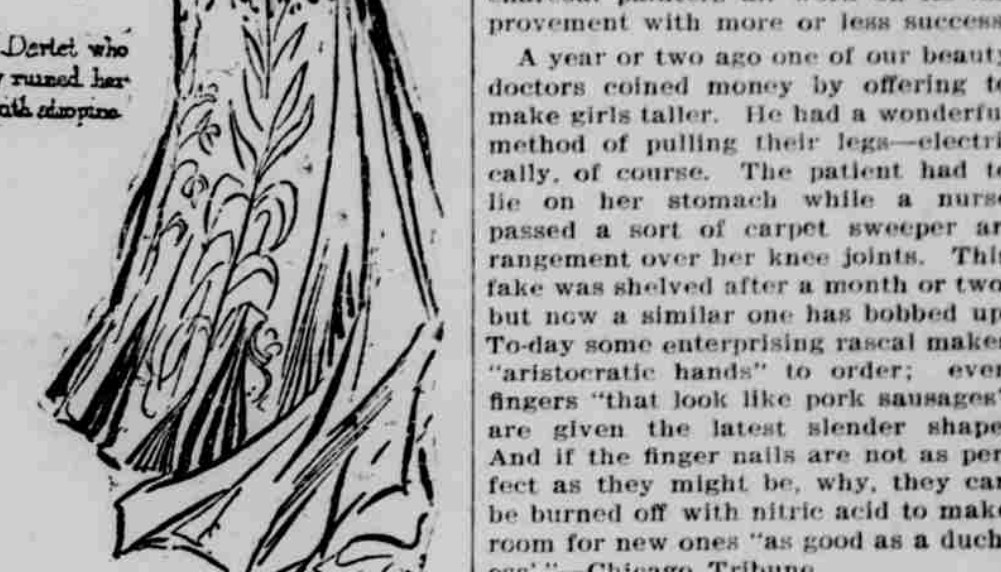 Derlet who
ruined her
with atropine
provement with more or less success
A year or two ago one of our beauty
doctors coined money by offering t
make girls taller. He had a wonderfu
method of pulling their legs—electri
cally, of course. The patient had t
lie on her stomach while a nurse
passed a sort of carpet sweeper ar
rangement over her knee joints. This
fake was shelved after a month or two
but now a similar one has bobbed up
To-day some enterprising rascal makes
"aristocratic hands" to order; even
fingers "that look like pork sausages"
are given the latest slender shape
And if the finger nails are not as per
fect as they might be, why, they can
be burned off with nitric acid to make
room for new ones "as good as a duch
ess'."—Chicago Tribune